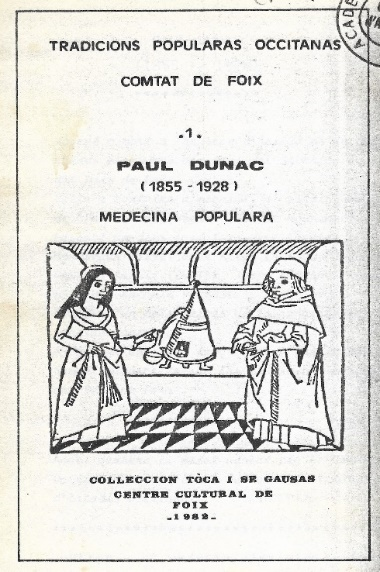 TRADICIONS POPULARAS OCCITANAS
COMTAT DE FOIX
.1.
PAUL DUNAC
( 1855 - 1928 )
MEDECINA POPULARA
COLLECCION TÒCA I SE GAUSAS
CENTRE CULTURAL DE
FOIX
-1982-